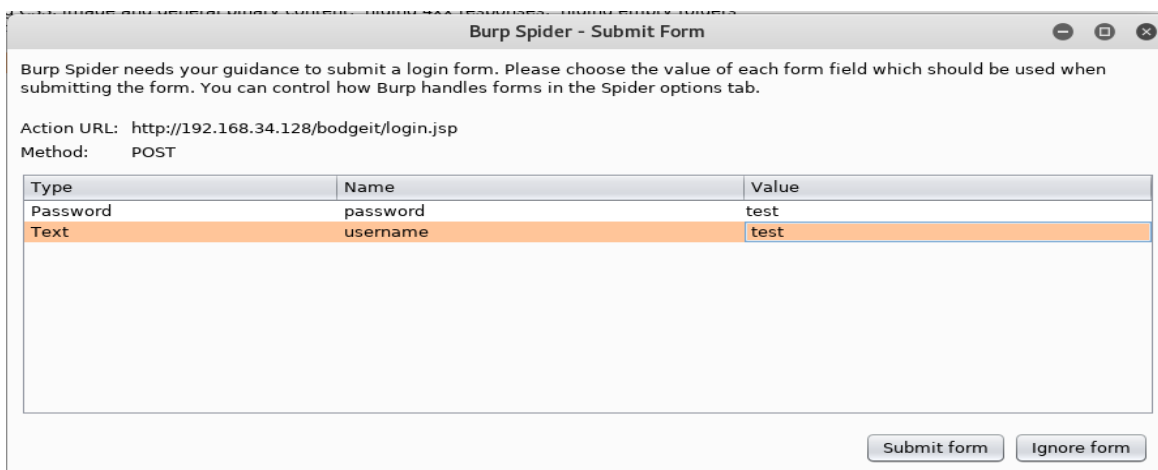 Burp Spider - Submit Form
Burp Spider needs your guidance to submit a login form. Please choose the value of each form field which should be used when
submitting the form. You can control how Burp handles forms in the Spider options tab.
Action URL: http://192.168.34.128/bodgeit/login.jsp
Method: POST
Type Name Value
Password password test
Text username test
Submit form Ignore form